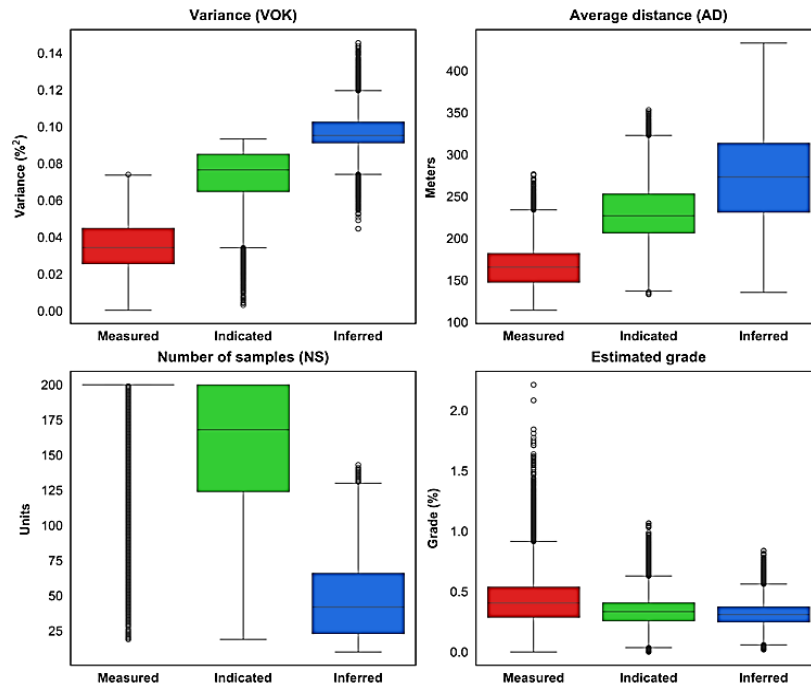 Variance (VOK)
Variance (%²)
0.14
0.12
0.10
0.08
0.06
0.04
0.02
0.00
Measured Indicated Inferred
Average distance (AD)
Meters
400
350
300
250
200
150
100
Measured Indicated Inferred
Number of samples (NS)
Units
200
175
150
125
100
75
50
25
Measured Indicated Inferred
Estimated grade
Grade (%)
2.0
1.5
1.0
0.5
0.0
Measured Indicated Inferred